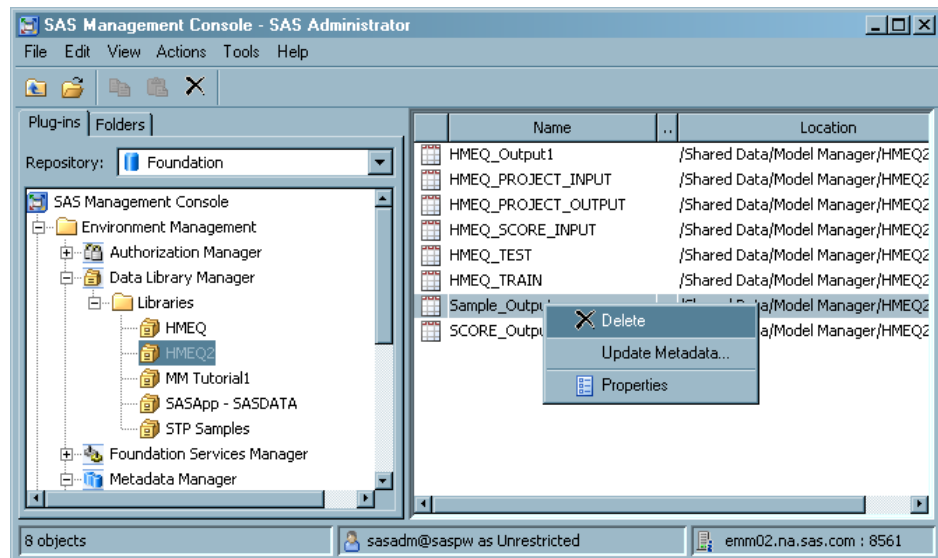 SAS Management Console - SAS Administrator
File Edit View Actions Tools Help
Plug-ins Folders
Repository: Foundation
SAS Management Console
Environment Management
Authorization Manager
Data Library Manager
Libraries
HMEQ
HMEQ2
MM Tutorial1
SASApp - SASDATA
STP Samples
Foundation Services Manager
Metadata Manager
Name .. Location
HMEQ_Output1 /Shared Data/Model Manager/HMEQ2
HMEQ_PROJECT_INPUT /Shared Data/Model Manager/HMEQ2
HMEQ_PROJECT_OUTPUT /Shared Data/Model Manager/HMEQ2
HMEQ_SCORE_INPUT /Shared Data/Model Manager/HMEQ2
HMEQ_TEST /Shared Data/Model Manager/HMEQ2
HMEQ_TRAIN /Shared Data/Model Manager/HMEQ2
Sample_Outpu /Shared Data/Model Manager/HMEQ2
SCORE_Outpu a/Model Manager/HMEQ2
Delete
Update Metadata...
Properties
8 objects sasadm@saspw as Unrestricted emm02.na.sas.com : 8561